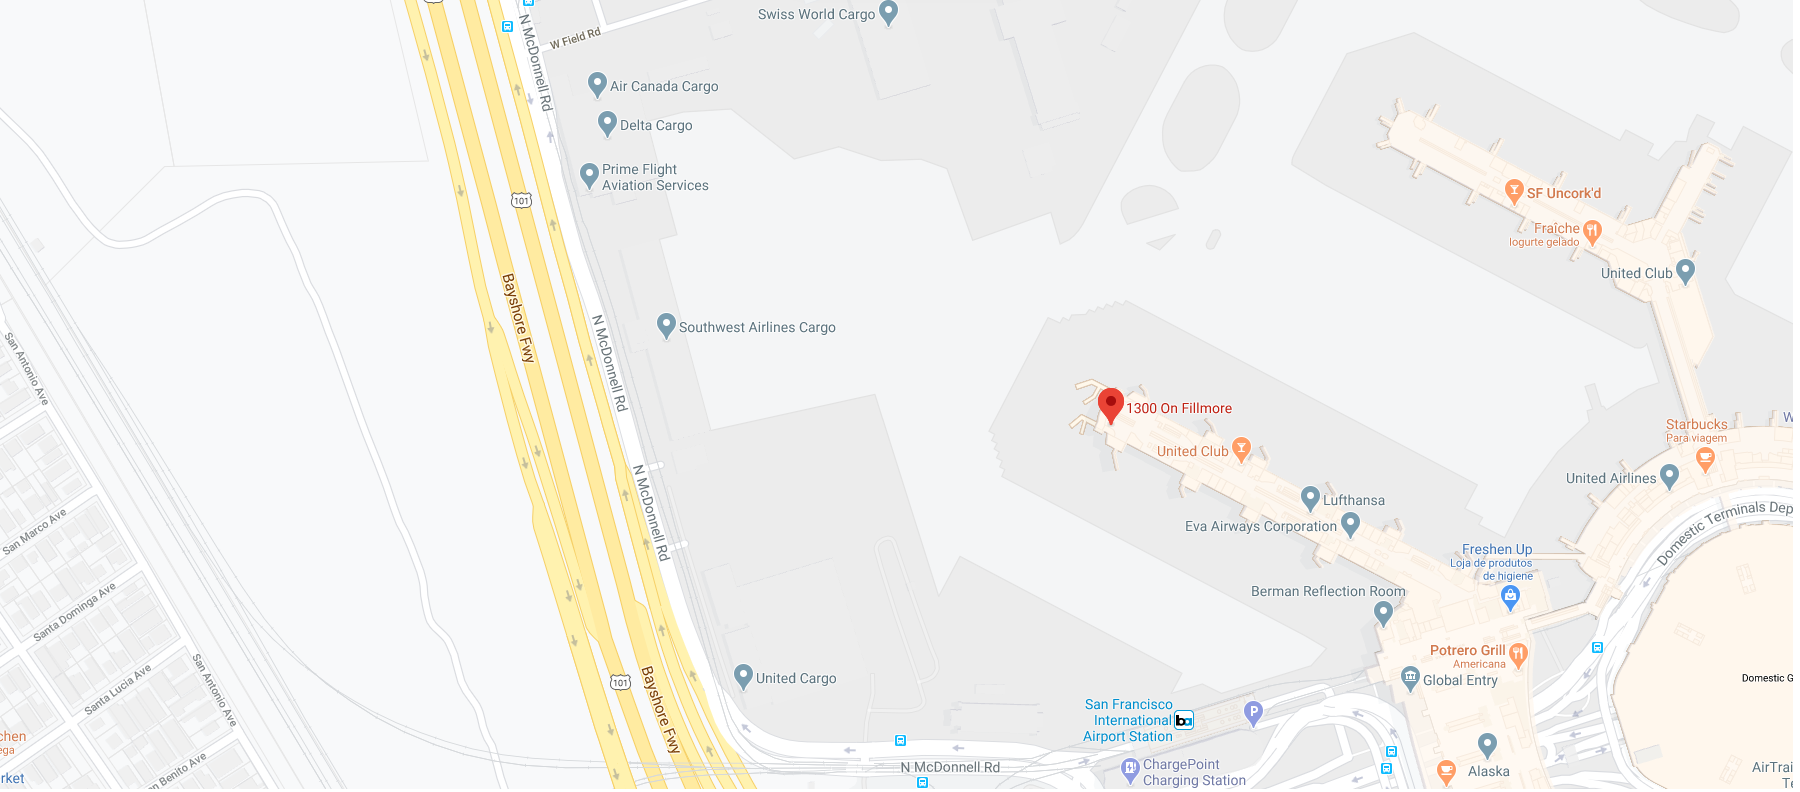 Swiss World Cargo
W Field Rd
N McDonnell Rd
Air Canada Cargo
Delta Cargo
Prime Flight
Aviation Services
101
SF Uncork'd
Fraîche
Iogurte gelado
United Club
Bayshore Fwy
N McDonnell Rd
Southwest Airlines Cargo
San Antonio Ave
1300 On Fillmore
United Club
Starbucks
Para viagem
W
United Airlines
Lufthansa
Eva Airways Corporation
N McDonnell Rd
Domestic Terminals Dep
San Marco Ave
Freshen Up
Loja de produtos
de higiene
Berman Reflection Room
Santa Dominga Ave
Potrero Grill
Americana
Global Entry
Domestic G
United Cargo
101
Bayshore Fwy
Santa Lucia Ave
San Antonio Ave
San Francisco
International
Airport Station
ba
P
chen
ega
rket
n Benito Ave
N McDonnell Rd
ChargePoint
Charging Station
Alaska
AirTrai
Te